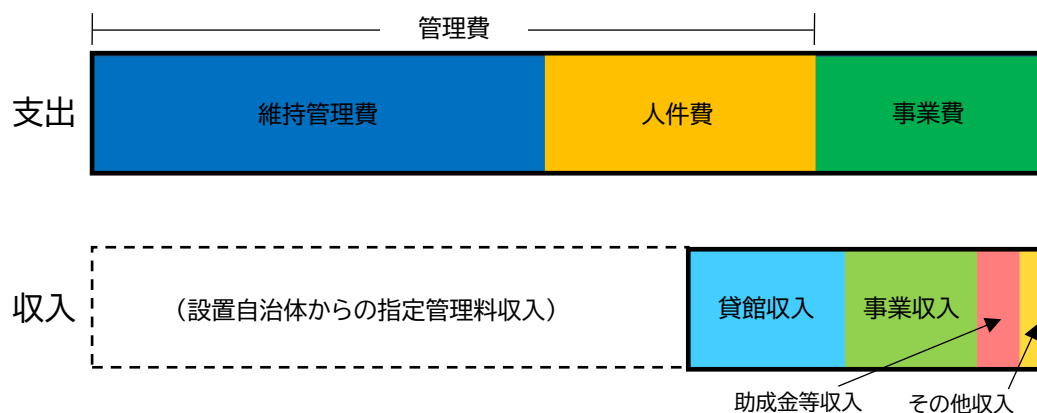 管理費
支出
維持管理費
人件費
事業費
収入
（設置自治体からの指定管理料収入）
貸館収入
事業収入
助成金等収入
その他収入